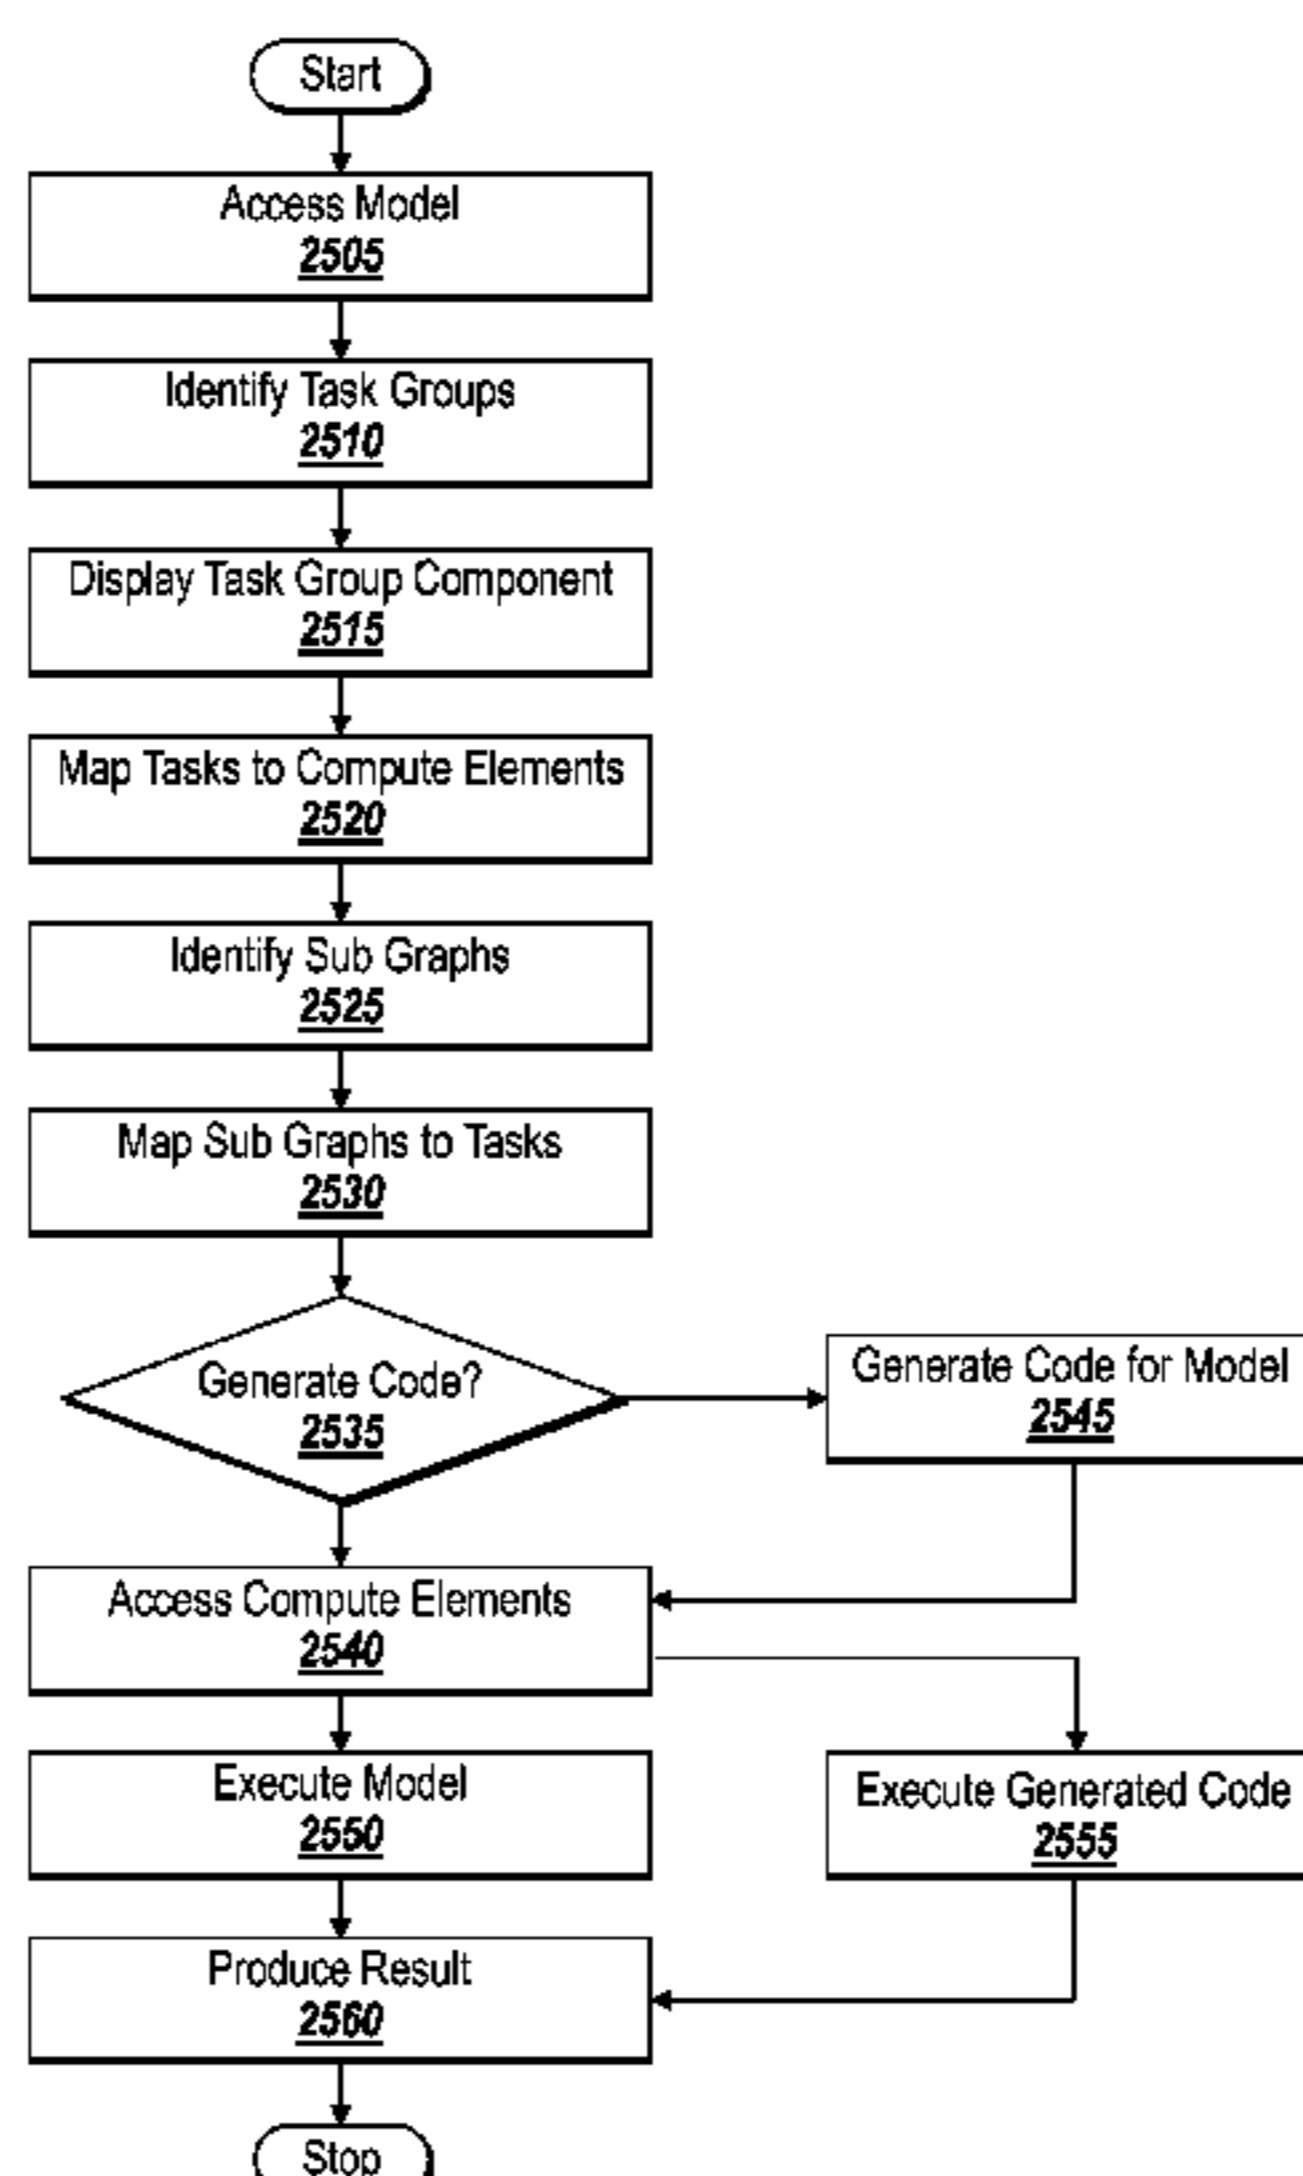 Start
Access Model
2505
Identify Task Groups
2510
Display Task Group Component
2515
Map Tasks to Compute Elements
2520
Identify Sub Graphs
2525
Map Sub Graphs to Tasks
2530
Generate Code?
2535
Generate Code for Model
2545
Access Compute Elements
2540
Execute Model
2550
Execute Generated Code
2555
Produce Result
2560
Stop